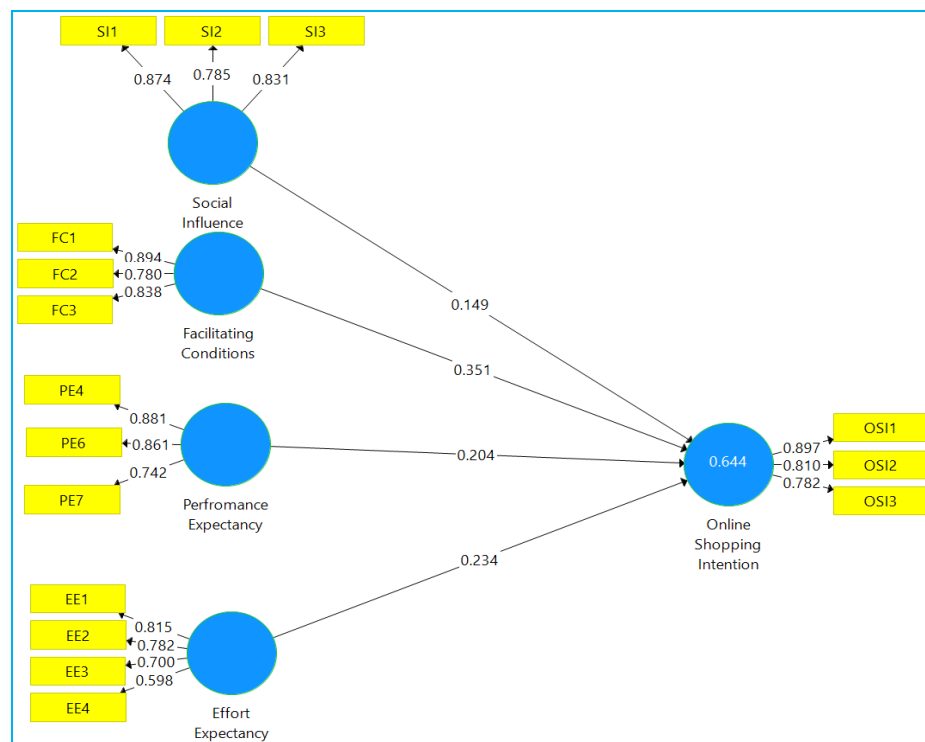 SI1 SI2 SI3
0.874 0.785 0.831
Social
Influence
FC1
FC2
FC3
0.894
0.780
0.838
Facilitating
Conditions
PE4
PE6
PE7
0.881
0.861
0.742
Perfromance
Expectancy
EE1
EE2
EE3
EE4
0.815
0.782
0.700
0.598
Effort
Expectancy
0.149
0.351
0.204
0.234
0.644
Online
Shopping
Intention
0.897
0.810
0.782
OSI1
OSI2
OSI3